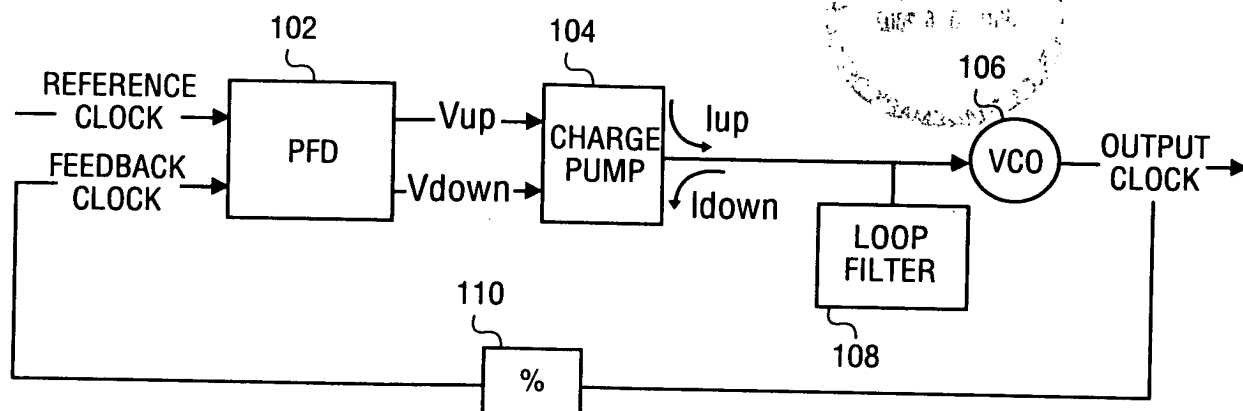 102
104
106
REFERENCE
CLOCK
FEEDBACK
CLOCK
PFD
Vup
Vdown
CHARGE
PUMP
Iup
Idown
VCO
OUTPUT
CLOCK
LOOP
FILTER
108
110
%